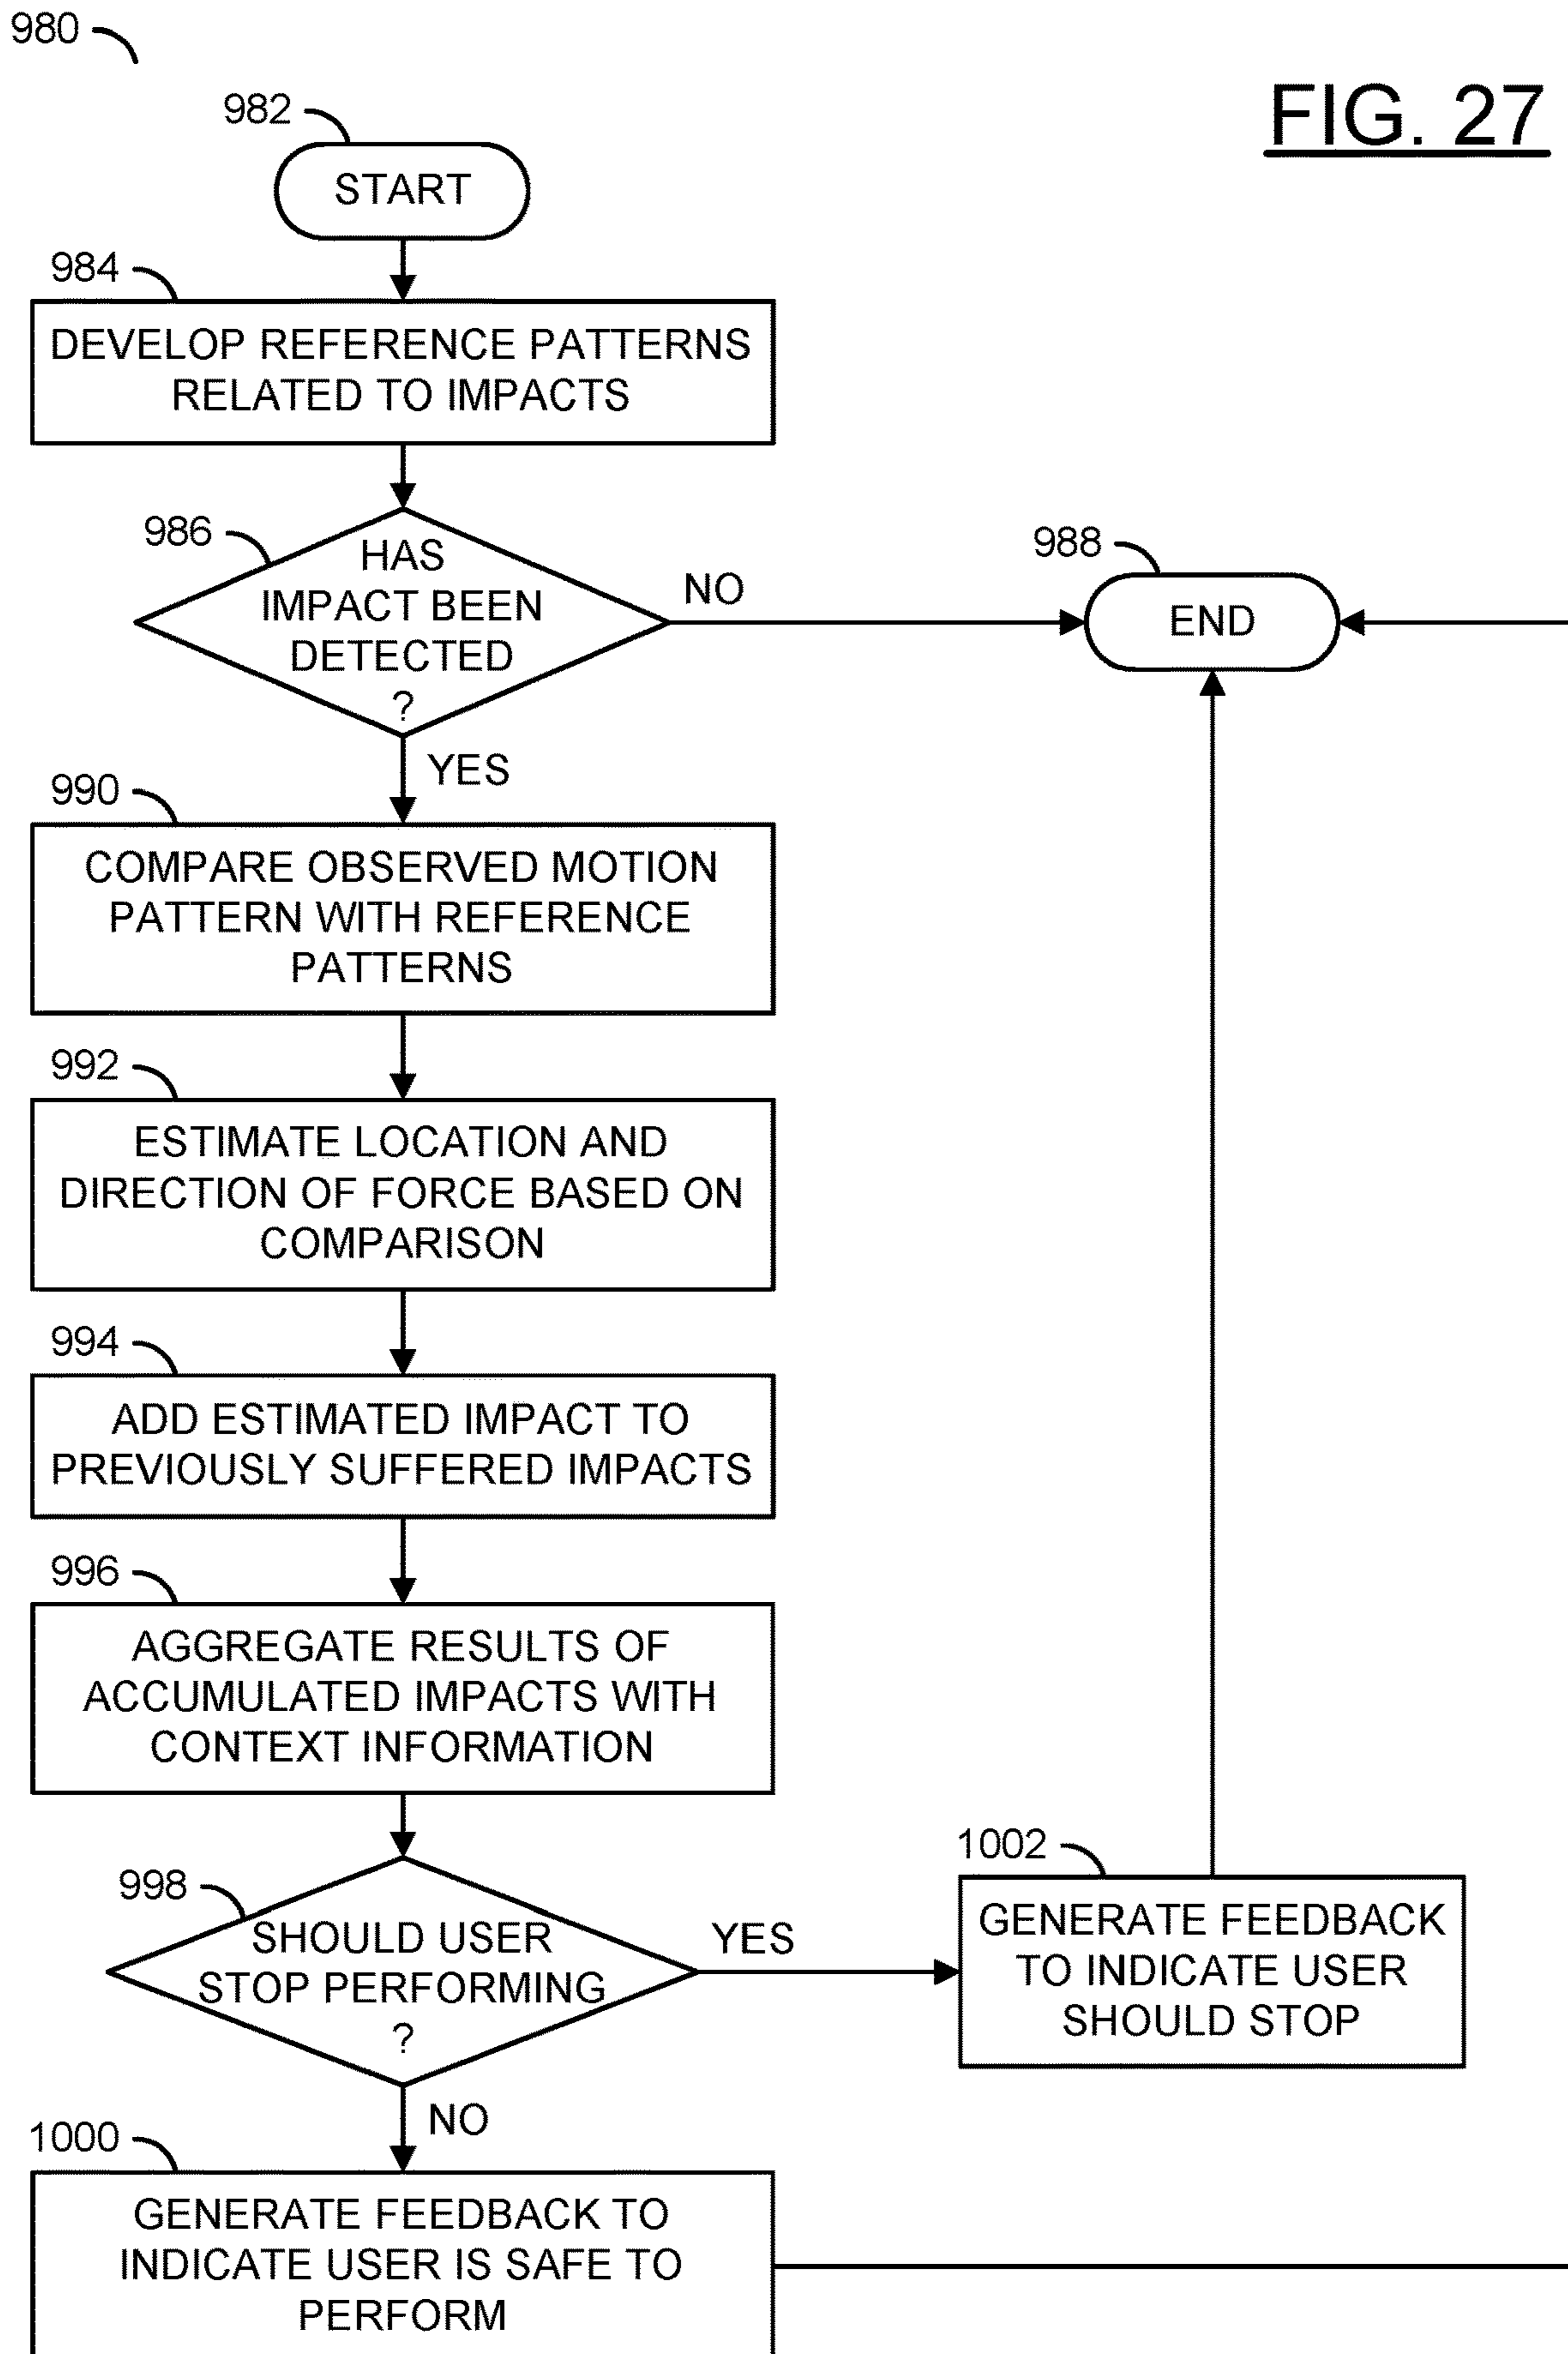 980
FIG. 27
982
START
984
DEVELOP REFERENCE PATTERNS
RELATED TO IMPACTS
986
HAS
IMPACT BEEN
DETECTED
?
NO
988
END
YES
990
COMPARE OBSERVED MOTION
PATTERN WITH REFERENCE
PATTERNS
992
ESTIMATE LOCATION AND
DIRECTION OF FORCE BASED ON
COMPARISON
994
ADD ESTIMATED IMPACT TO
PREVIOUSLY SUFFERED IMPACTS
996
AGGREGATE RESULTS OF
ACCUMULATED IMPACTS WITH
CONTEXT INFORMATION
998
SHOULD USER
STOP PERFORMING
?
YES
1002
GENERATE FEEDBACK
TO INDICATE USER
SHOULD STOP
NO
1000
GENERATE FEEDBACK TO
INDICATE USER IS SAFE TO
PERFORM